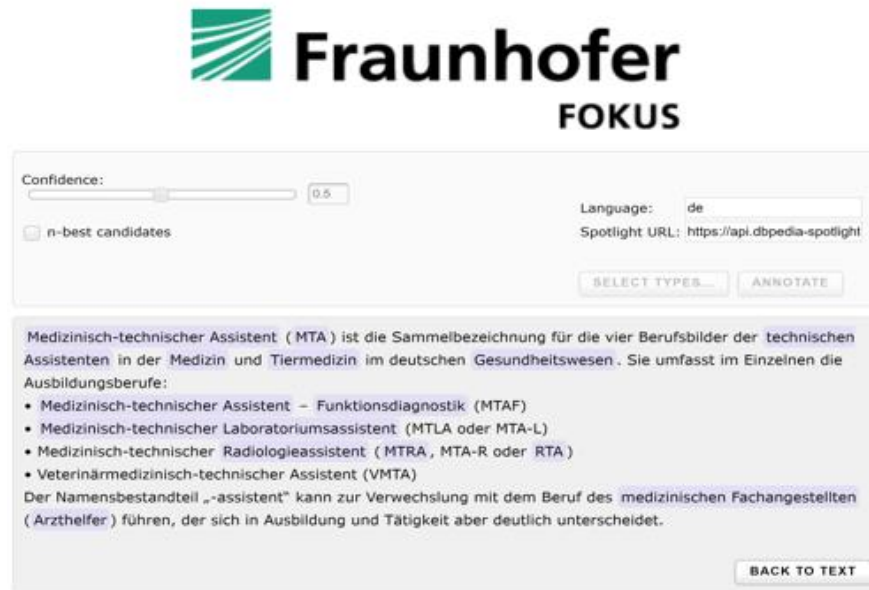 Fraunhofer
FOKUS
Confidence:
0.5
n-best candidates
Language: de
Spotlight URL: https://api.dbpedia-spotlight
SELECT TYPES...
ANNOTATE
Medizinisch-technischer Assistent ( MTA ) ist die Sammelbezeichnung für die vier Berufsbilder der technischen
Assistenten in der Medizin und Tiermedizin im deutschen Gesundheitswesen . Sie umfasst im Einzelnen die
Ausbildungsberufe:
• Medizinisch-technischer Assistent – Funktionsdiagnostik (MTAF)
• Medizinisch-technischer Laboratoriumsassistent (MTLA oder MTA-L)
• Medizinisch-technischer Radiologieassistent ( MTRA , MTA-R oder RTA )
• Veterinärmedizinisch-technischer Assistent (VMTA)
Der Namensbestandteil „-assistent“ kann zur Verwechslung mit dem Beruf des medizinischen Fachangestellten
( Arzthelfer ) führen, der sich in Ausbildung und Tätigkeit aber deutlich unterscheidet.
BACK TO TEXT